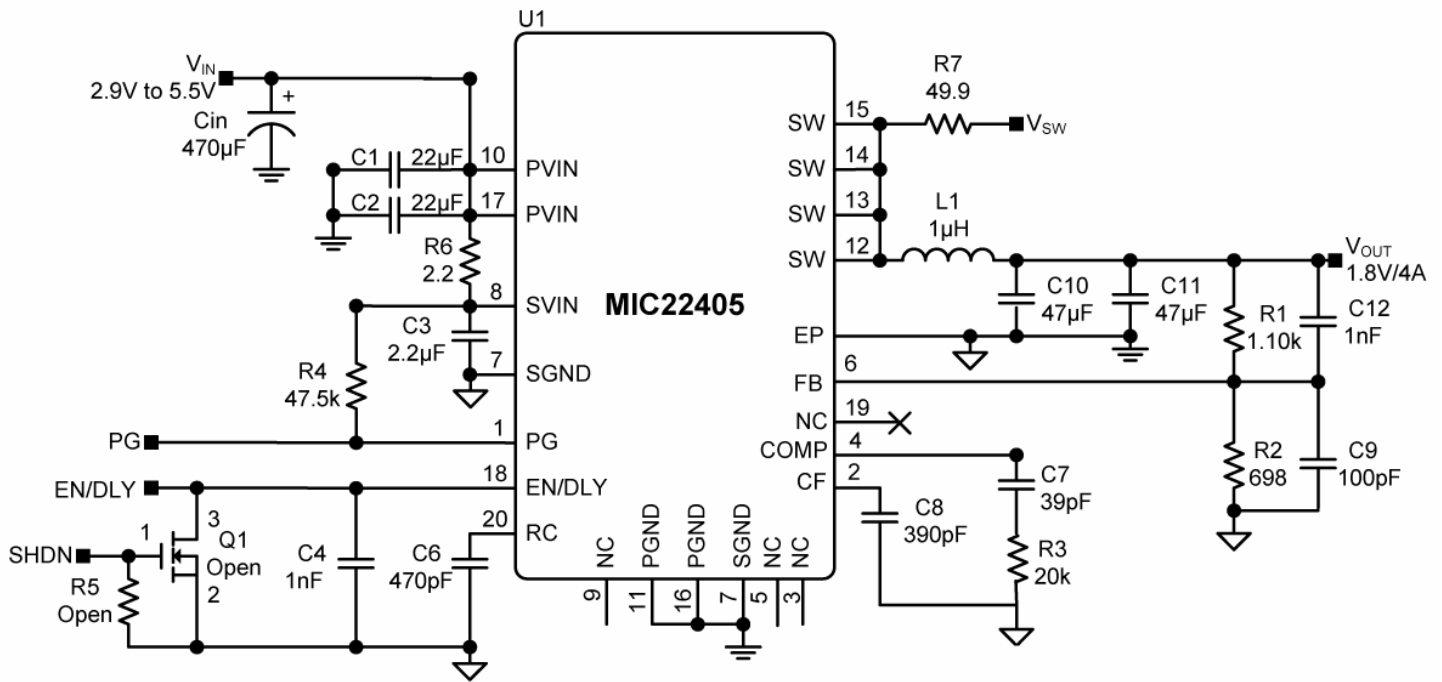 U1
V_IN
2.9V to 5.5V
+
Cin
470µF
C1 22µF
C2 22µF
10 PVIN
17 PVIN
R6
2.2
8 SVIN
C3
2.2µF
7 SGND
R4
47.5k
PG
1 PG
EN/DLY
18 EN/DLY
20 RC
SHDN
1
3
Q1
Open
2
R5
Open
C4
1nF
C6
470pF
MIC22405
SW 15
SW 14
SW 13
SW 12
R7
49.9
V_SW
L1
1µH
V_OUT
1.8V/4A
C10
47µF
C11
47µF
R1
1.10k
C12
1nF
EP
FB 6
NC 19
COMP 4
CF 2
C7
39pF
C8
390pF
R3
20k
R2
698
C9
100pF
NC PGND PGND SGND NC NC
9 11 16 7 5 3